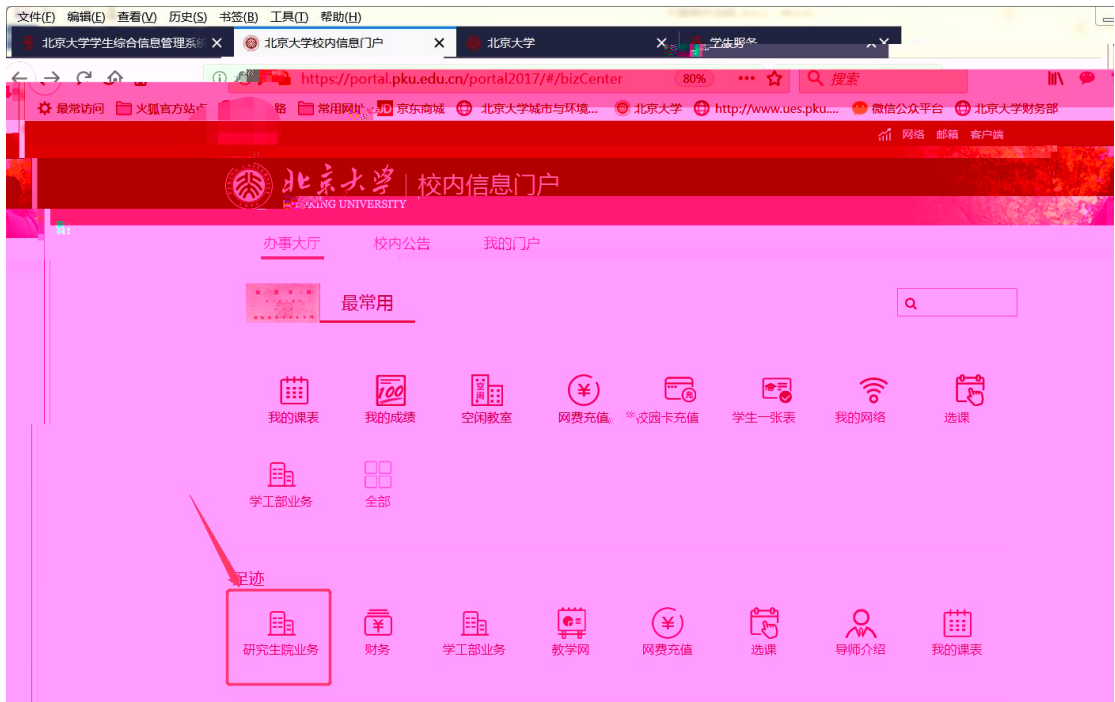 文件(F) 编辑(E) 查看(V) 历史(S) 书签(B) 工具(T) 帮助(H)
北京大学学生综合信息管理系统 × 北京大学校内信息门户 × 北京大学 × 学生服务 ×
https://portal.pku.edu.cn/portal2017/#/bizCenter 80% 搜索
最常访问 火狐官方站点 常用网址 JD 京东商城 北京大学城市与环境... 北京大学 http://www.ues.pku.... 微信公众平台 北京大学财务部
网络 邮箱 客户端
北京大学 校内信息门户
PEKING UNIVERSITY
办事大厅 校内公告 我的门户
最常用
100 空闲
我的课表 我的成绩 空闲教室 网费充值 校园卡充值 学生一张表 我的网络 选课
学工部业务 全部
足迹
研究生院业务 财务 学工部业务 教学网 网费充值 选课 导师介绍 我的课表